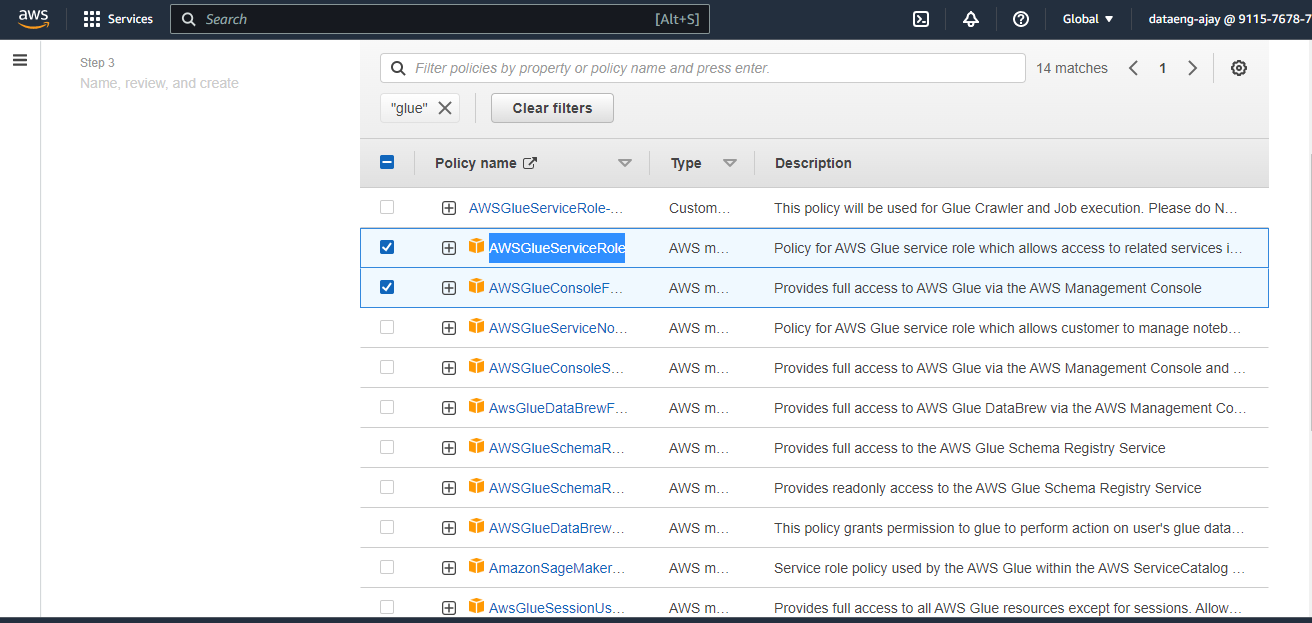 aws Services Search [Alt+S] Global ▼ dataeng-ajay @ 9115-7678-7
Step 3
Name, review, and create
Filter policies by property or policy name and press enter. 14 matches 1
"glue" Clear filters
Policy name Type Description
AWSGlueServiceRole-... Custom... This policy will be used for Glue Crawler and Job execution. Please do N...
AWSGlueServiceRole AWS m... Policy for AWS Glue service role which allows access to related services i...
AWSGlueConsoleF... AWS m... Provides full access to AWS Glue via the AWS Management Console
AWSGlueServiceNo... AWS m... Policy for AWS Glue service role which allows customer to manage noteb...
AWSGlueConsoleS... AWS m... Provides full access to AWS Glue via the AWS Management Console and ...
AwsGlueDataBrewF... AWS m... Provides full access to AWS Glue DataBrew via the AWS Management Co...
AWSGlueSchemaR... AWS m... Provides full access to the AWS Glue Schema Registry Service
AWSGlueSchemaR... AWS m... Provides readonly access to the AWS Glue Schema Registry Service
AWSGlueDataBrew... AWS m... This policy grants permission to glue to perform action on user's glue data...
AmazonSageMaker... AWS m... Service role policy used by the AWS Glue within the AWS ServiceCatalog ...
AwsGlueSessionUs... AWS m... Provides full access to all AWS Glue resources except for sessions. Allow...